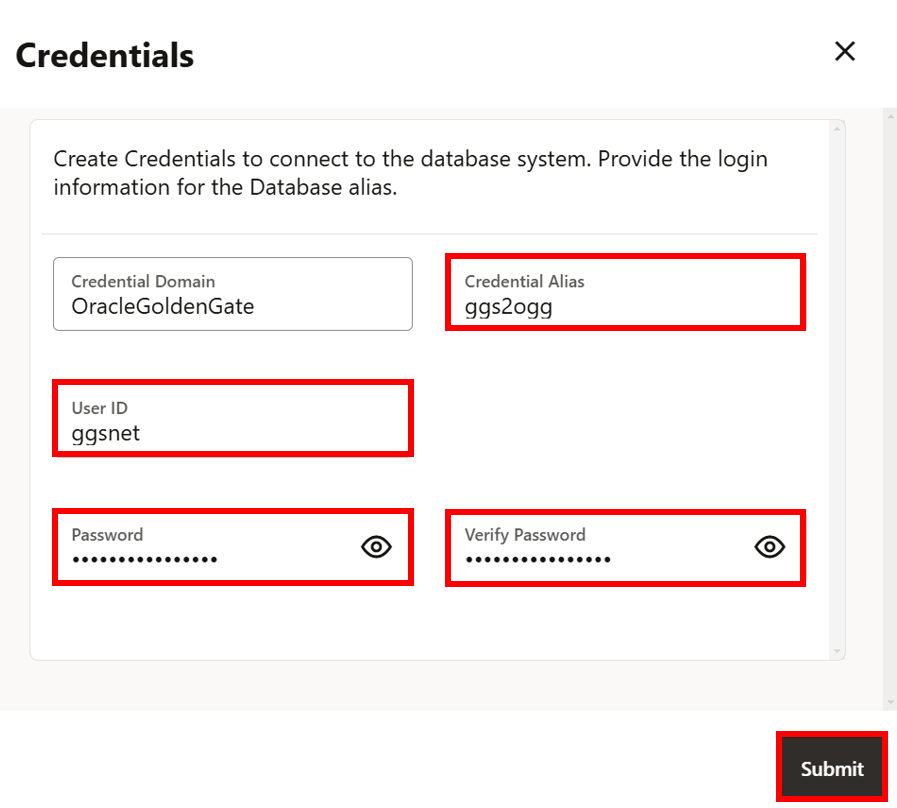 Credentials
Create Credentials to connect to the database system. Provide the login
information for the Database alias.
Credential Domain
OracleGoldenGate
Credential Alias
ggs2ogg
User ID
ggsnet
Password
••••••••••••••••
Verify Password
••••••••••••••••
Submit